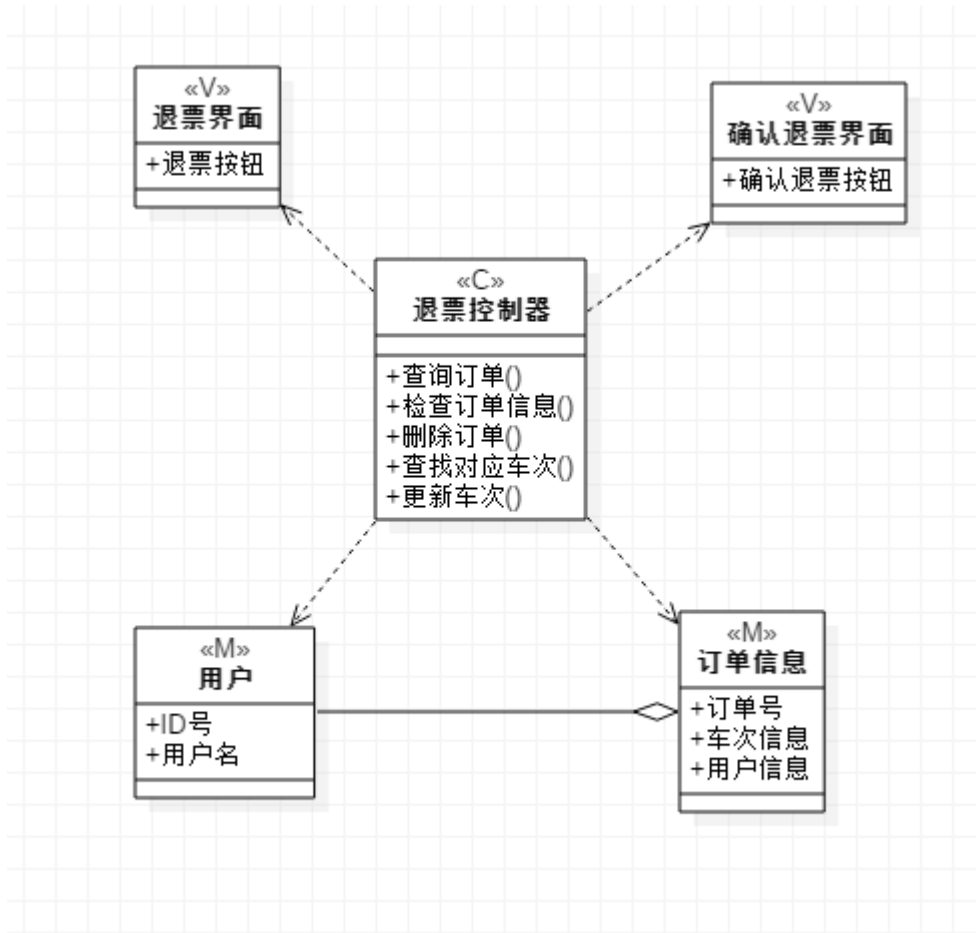 «V»
退票界面
+退票按钮
«V»
确认退票界面
+确认退票按钮
«C»
退票控制器
+查询订单()
+检查订单信息()
+删除订单()
+查找对应车次()
+更新车次()
«M»
用户
+ID号
+用户名
«M»
订单信息
+订单号
+车次信息
+用户信息